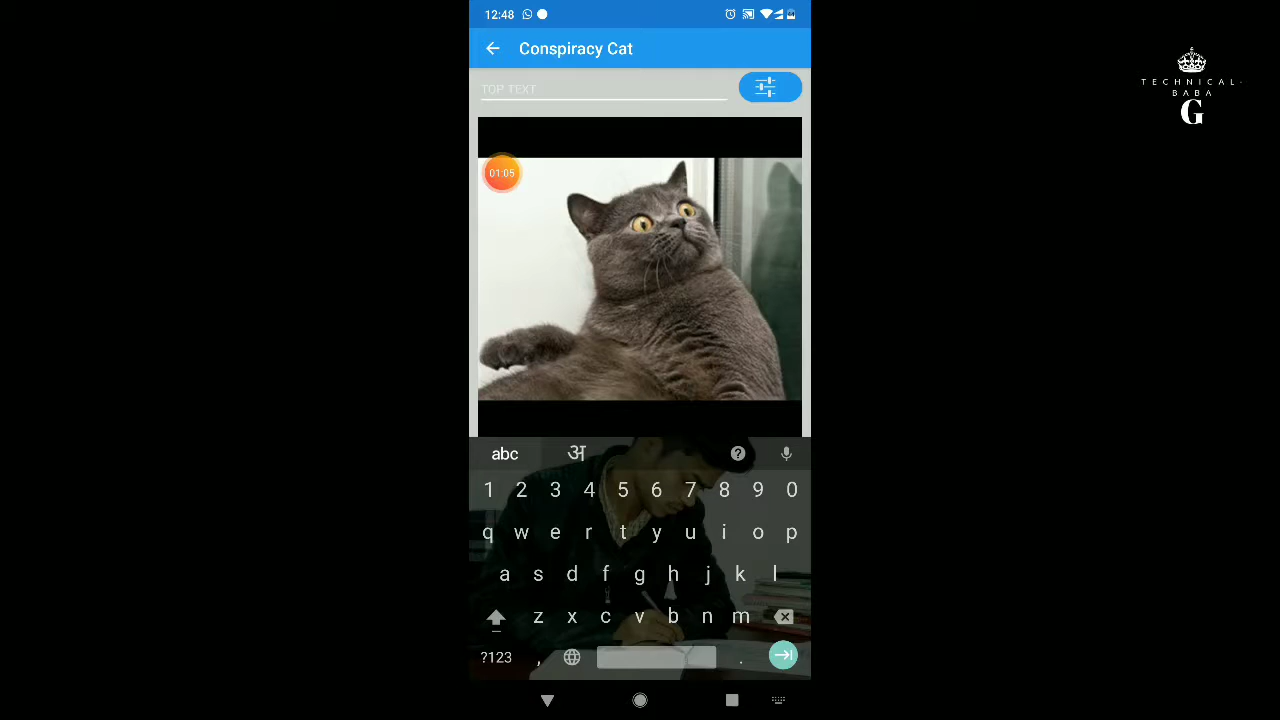 12:48
Conspiracy Cat
TOP TEXT
01:05
TECHNICAL-
BABA
G
abc अ ?
1 2 3 4 5 6 7 8 9 0
q w e r t y u i o p
a s d f g h j k l
z x c v b n m
?123 , .